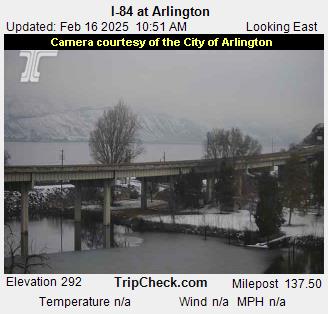 I-84 at Arlington
Updated: Feb 16 2025 10:51 AM Looking East
Camera courtesy of the City of Arlington
Elevation 292 TripCheck.com Milepost 137.50
Temperature n/a Wind n/a MPH n/a